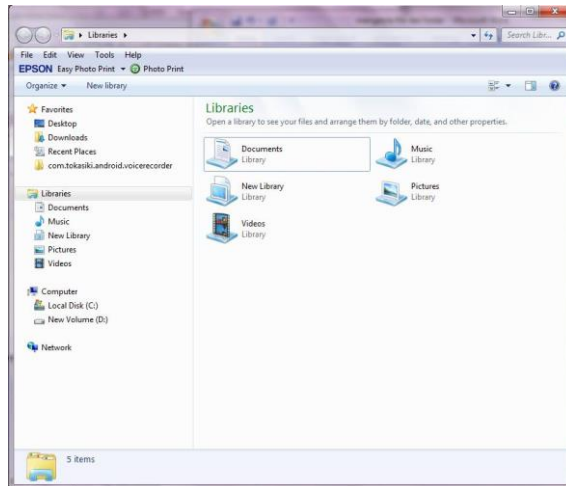 Libraries
Search Libr...
File Edit View Tools Help
EPSON Easy Photo Print Photo Print
Organize New library
Favorites
Desktop
Downloads
Recent Places
com.tokasiki.android.voicerecorder
Libraries
Documents
Music
New Library
Pictures
Videos
Computer
Local Disk (C:)
New Volume (D:)
Network
Libraries
Open a library to see your files and arrange them by folder, date, and other properties.
Documents
Library
Music
Library
New Library
Library
Pictures
Library
Videos
Library
5 items